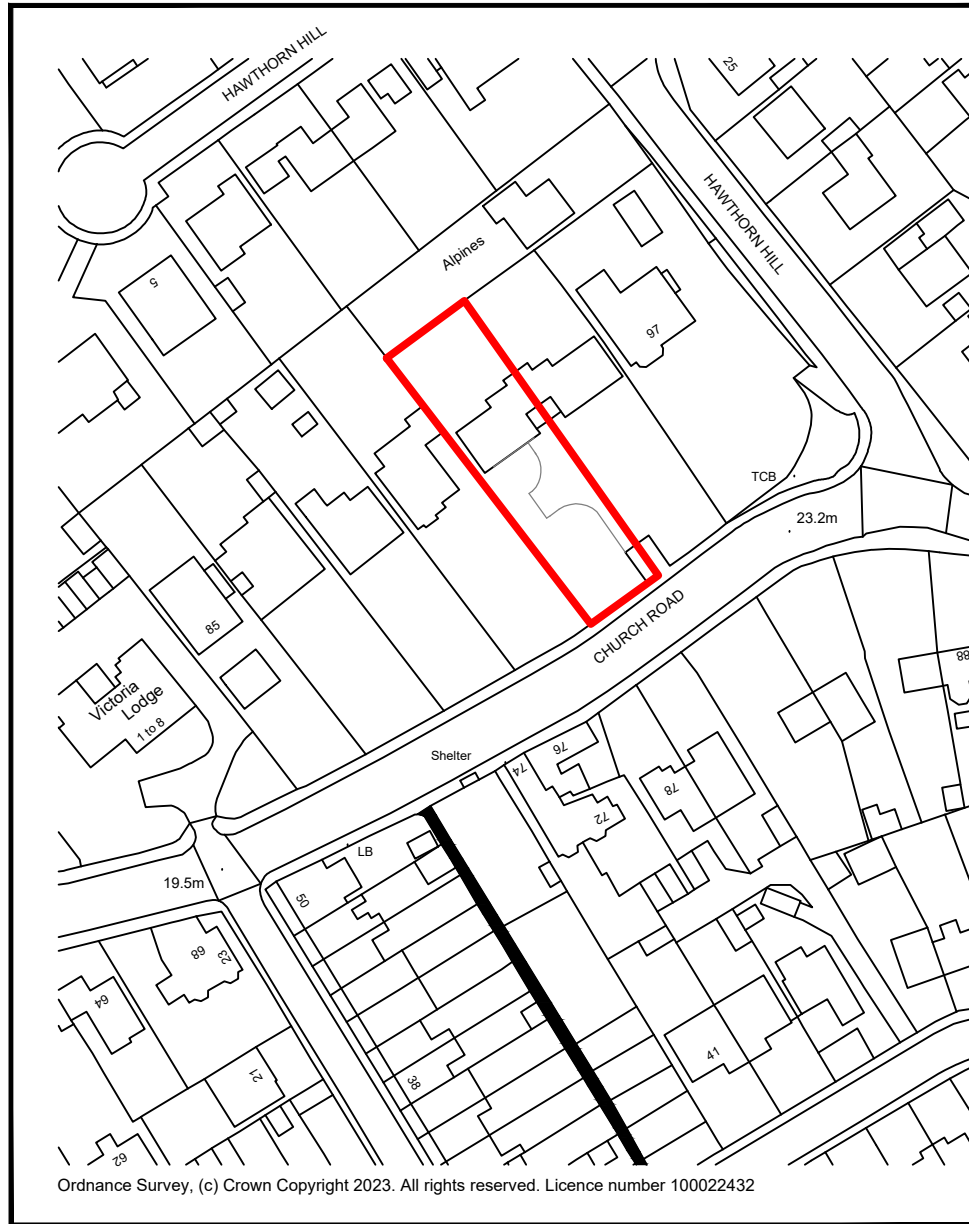 HAWTHORN HILL
25
HAWTHORN HILL
Alpines
5
97
TCB
23.2m
CHURCH ROAD
85
Victoria
Lodge
1 to 8
88
Shelter
76
74
78
72
LB
19.5m
50
68
23
64
41
38
21
62
Ordnance Survey, (c) Crown Copyright 2023. All rights reserved. Licence number 100022432